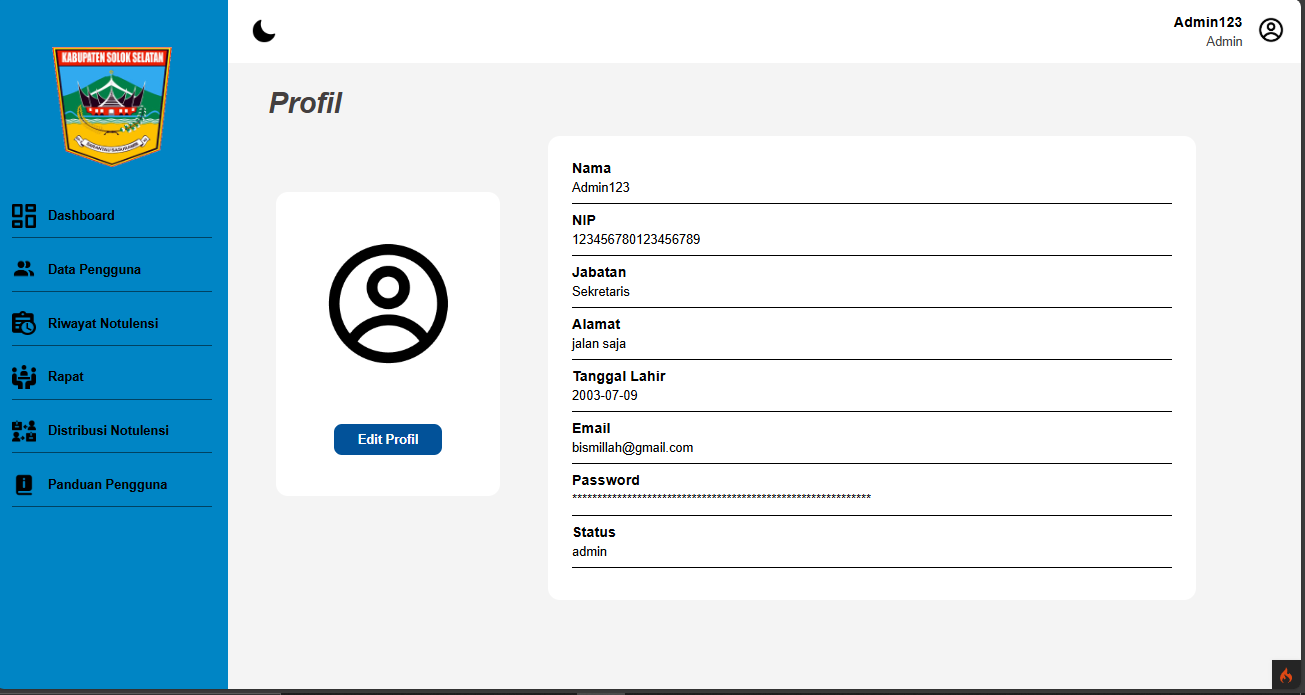 KABUPATEN SOLOK SELATAN
Dashboard
Data Pengguna
Riwayat Notulensi
Rapat
Distribusi Notulensi
Panduan Pengguna
Admin123
Admin
Profil
Edit Profil
Nama
Admin123
NIP
123456780123456789
Jabatan
Sekretaris
Alamat
jalan saja
Tanggal Lahir
2003-07-09
Email
bismillah@gmail.com
Password
************************************************************
Status
admin